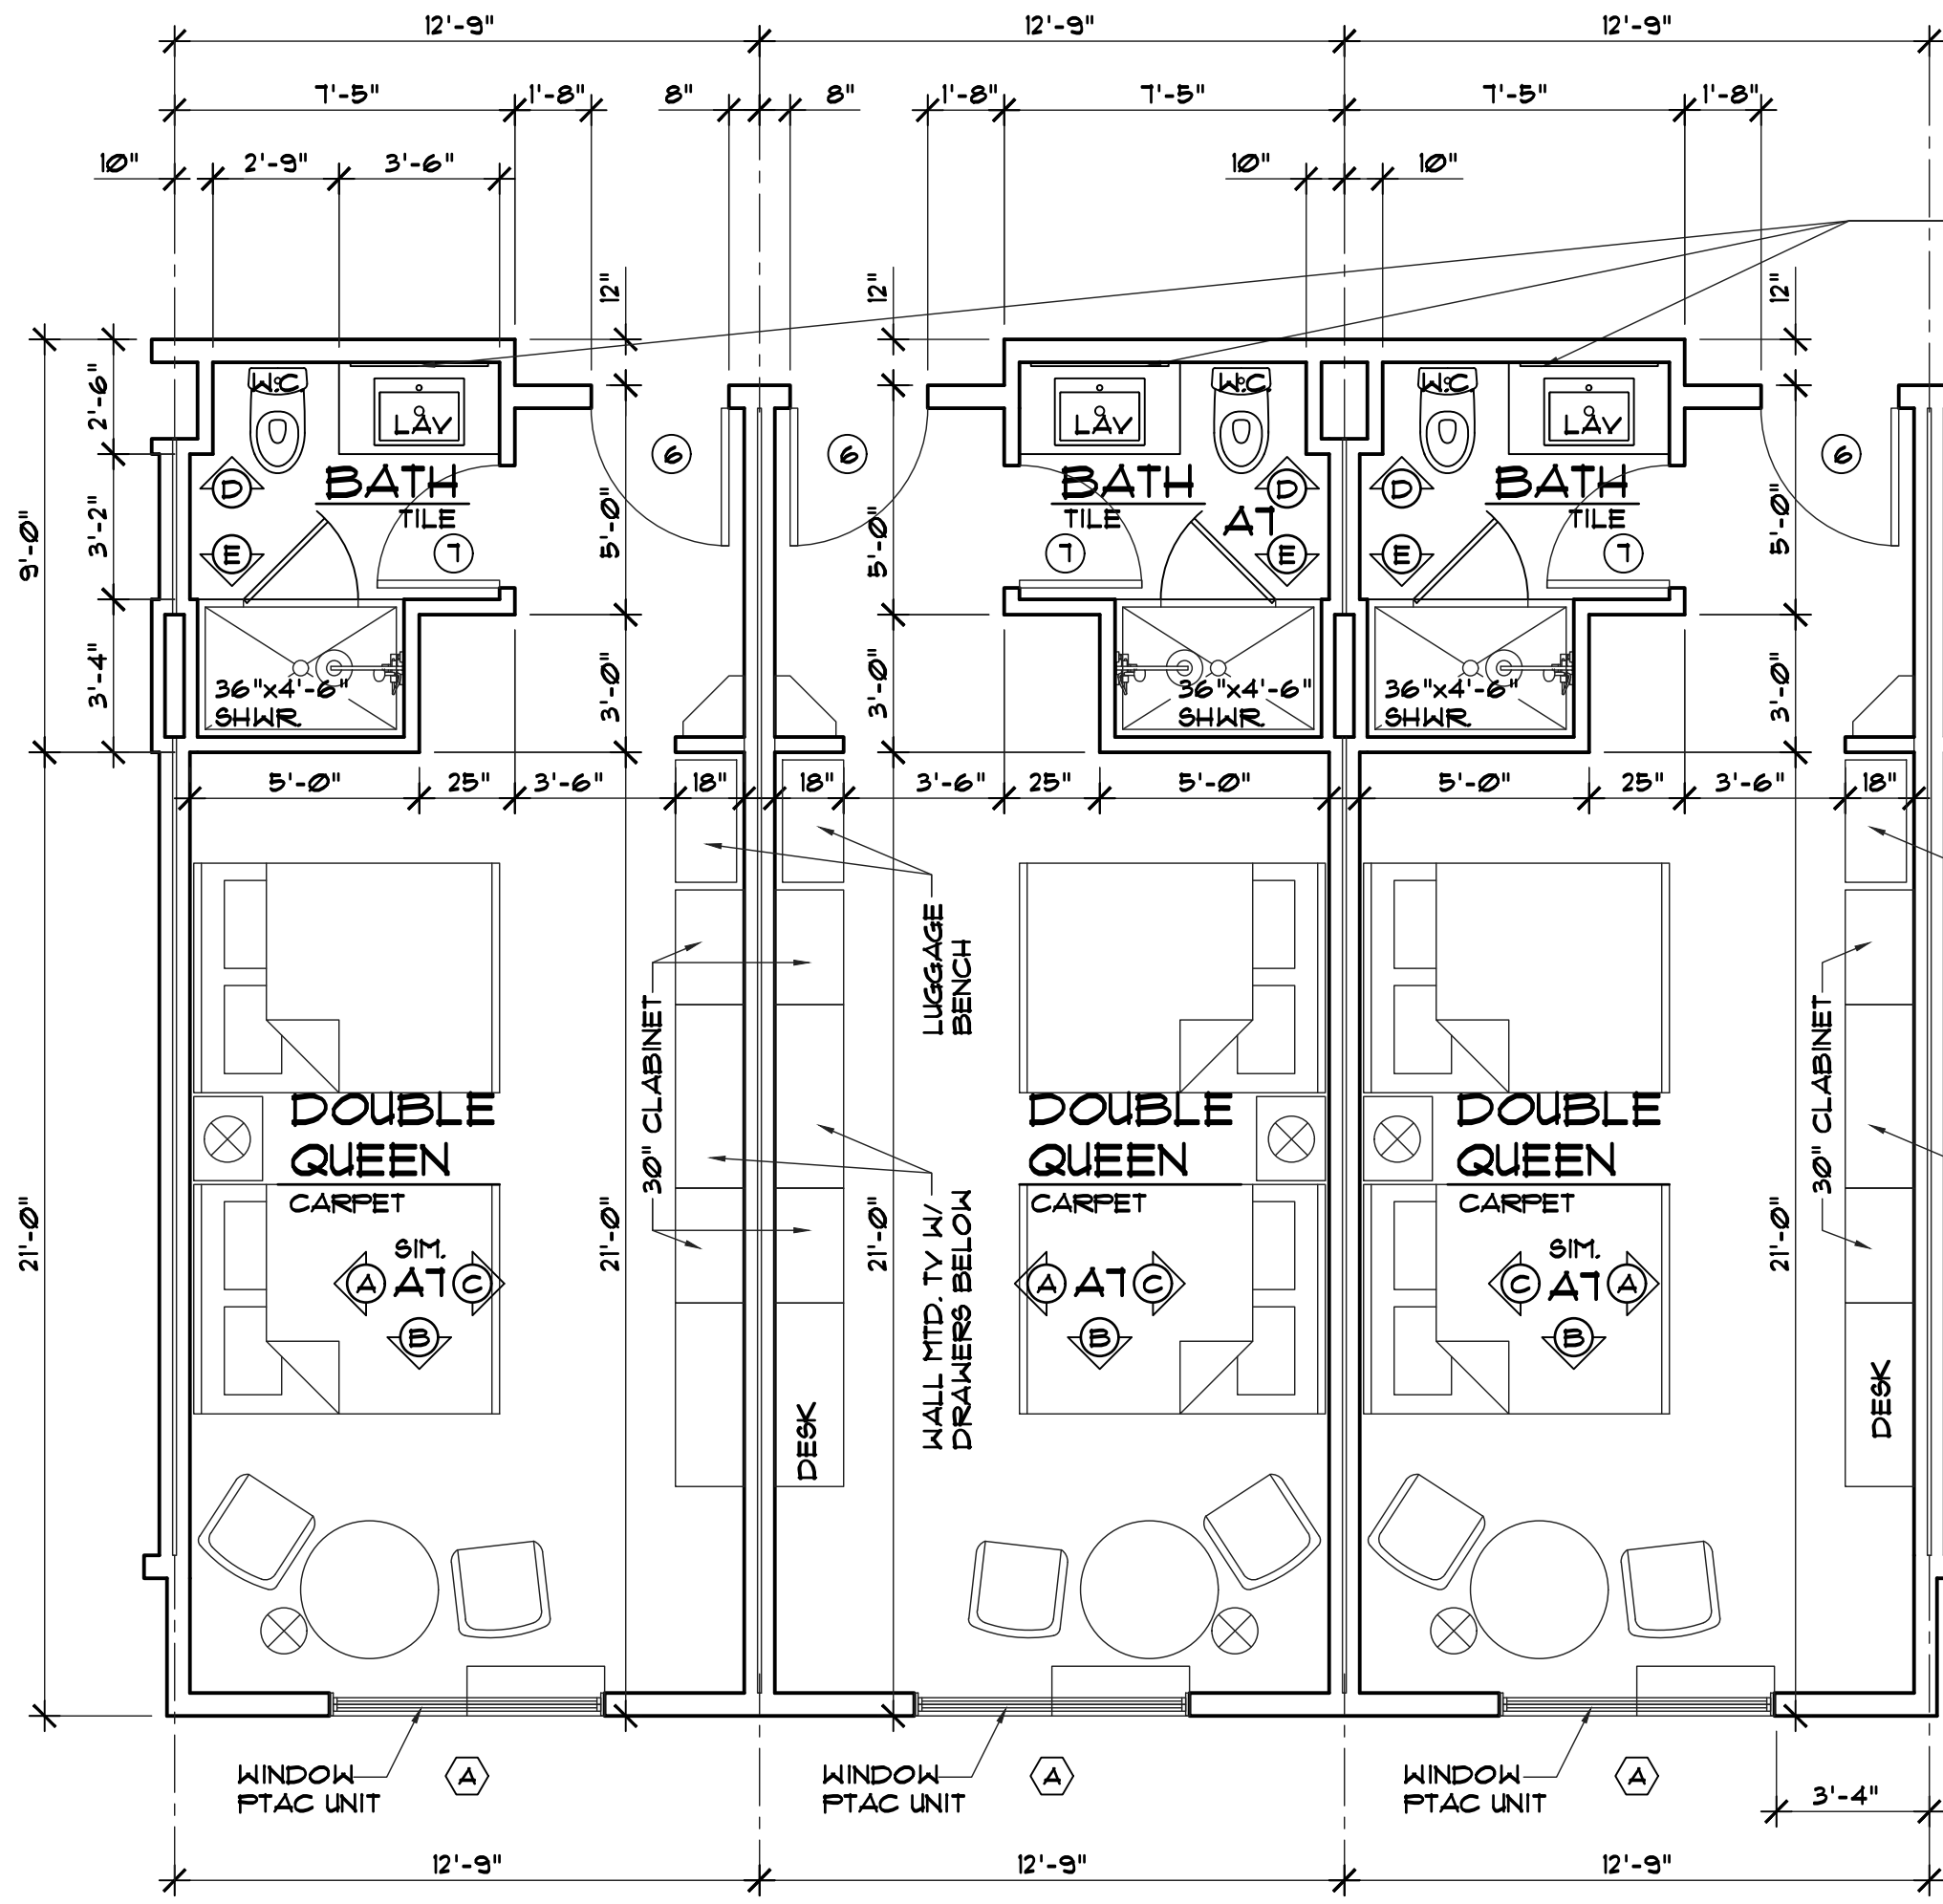 12'-9" 12'-9" 12'-9"
7'-5" 1'-8" 8" 8" 1'-8" 7'-5" 7'-5" 1'-8"
10" 2'-9" 3'-6" 10" 10"
12" 12" 12"
W.C. W.C. W.C.
LAV LAV LAV
2'-6"
6 6 6
BATH BATH BATH
TILE TILE TILE
D D D
A7
E 7 7 E E 7
9'-0" 3'-2" 5'-0" 5'-0" 5'-0"
3'-4" 3'-0" 3'-0" 3'-0"
36"x4'-6" 36"x4'-6" 36"x4'-6"
SHWR SHWR SHWR
5'-0" 25" 3'-6" 18" 18" 3'-6" 25" 5'-0" 5'-0" 25" 3'-6" 18"
LUGGAGE
BENCH
30" CLABINET 30" CLABINET
DOUBLE DOUBLE DOUBLE
QUEEN QUEEN QUEEN
CARPET CARPET CARPET
21'-0" 21'-0" 21'-0" 21'-0"
SIM. SIM.
A A7 C A A7 C C A7 A
B B B
WALL MTD. TV W/
DRAWERS BELOW
DESK DESK
WINDOW WINDOW WINDOW
PTAC UNIT PTAC UNIT PTAC UNIT
A A A
3'-4"
12'-9" 12'-9" 12'-9"